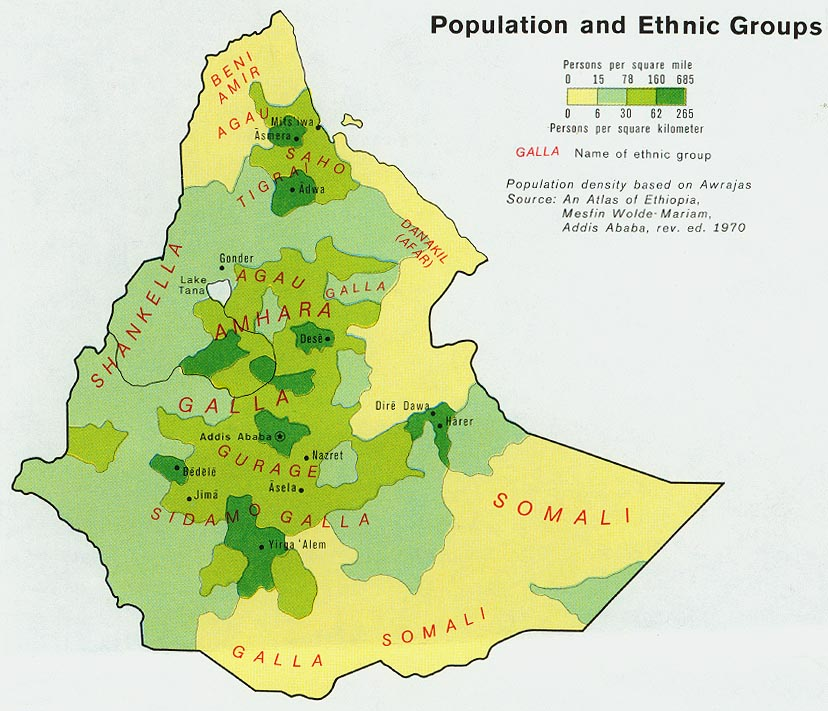 Population and Ethnic Groups
Persons per square mile
0 15 78 160 685
0 6 30 62 265
Persons per square kilometer
GALLA Name of ethnic group
Population density based on Awrajas
Source: An Atlas of Ethiopia,
Mesfin Wolde-Mariam,
Addis Ababa, rev. ed. 1970
BENI
AMIR
AGAU
Mits'iwa
Āsmera
SAHO
TIGRAI
Ādwa
DANAKIL
(AFAR)
SHANKELLA
Gonder
Lake
Tana
AGAU
GALLA
AMHARA
Desē
GALLA
Dirē Dawa
Hārer
Addis Ababa
GURAGE
Nazret
Bēdēlē
Jīmā
Āsela
SIDAMO
GALLA
SOMALI
Yirga 'Alem
SOMALI
GALLA